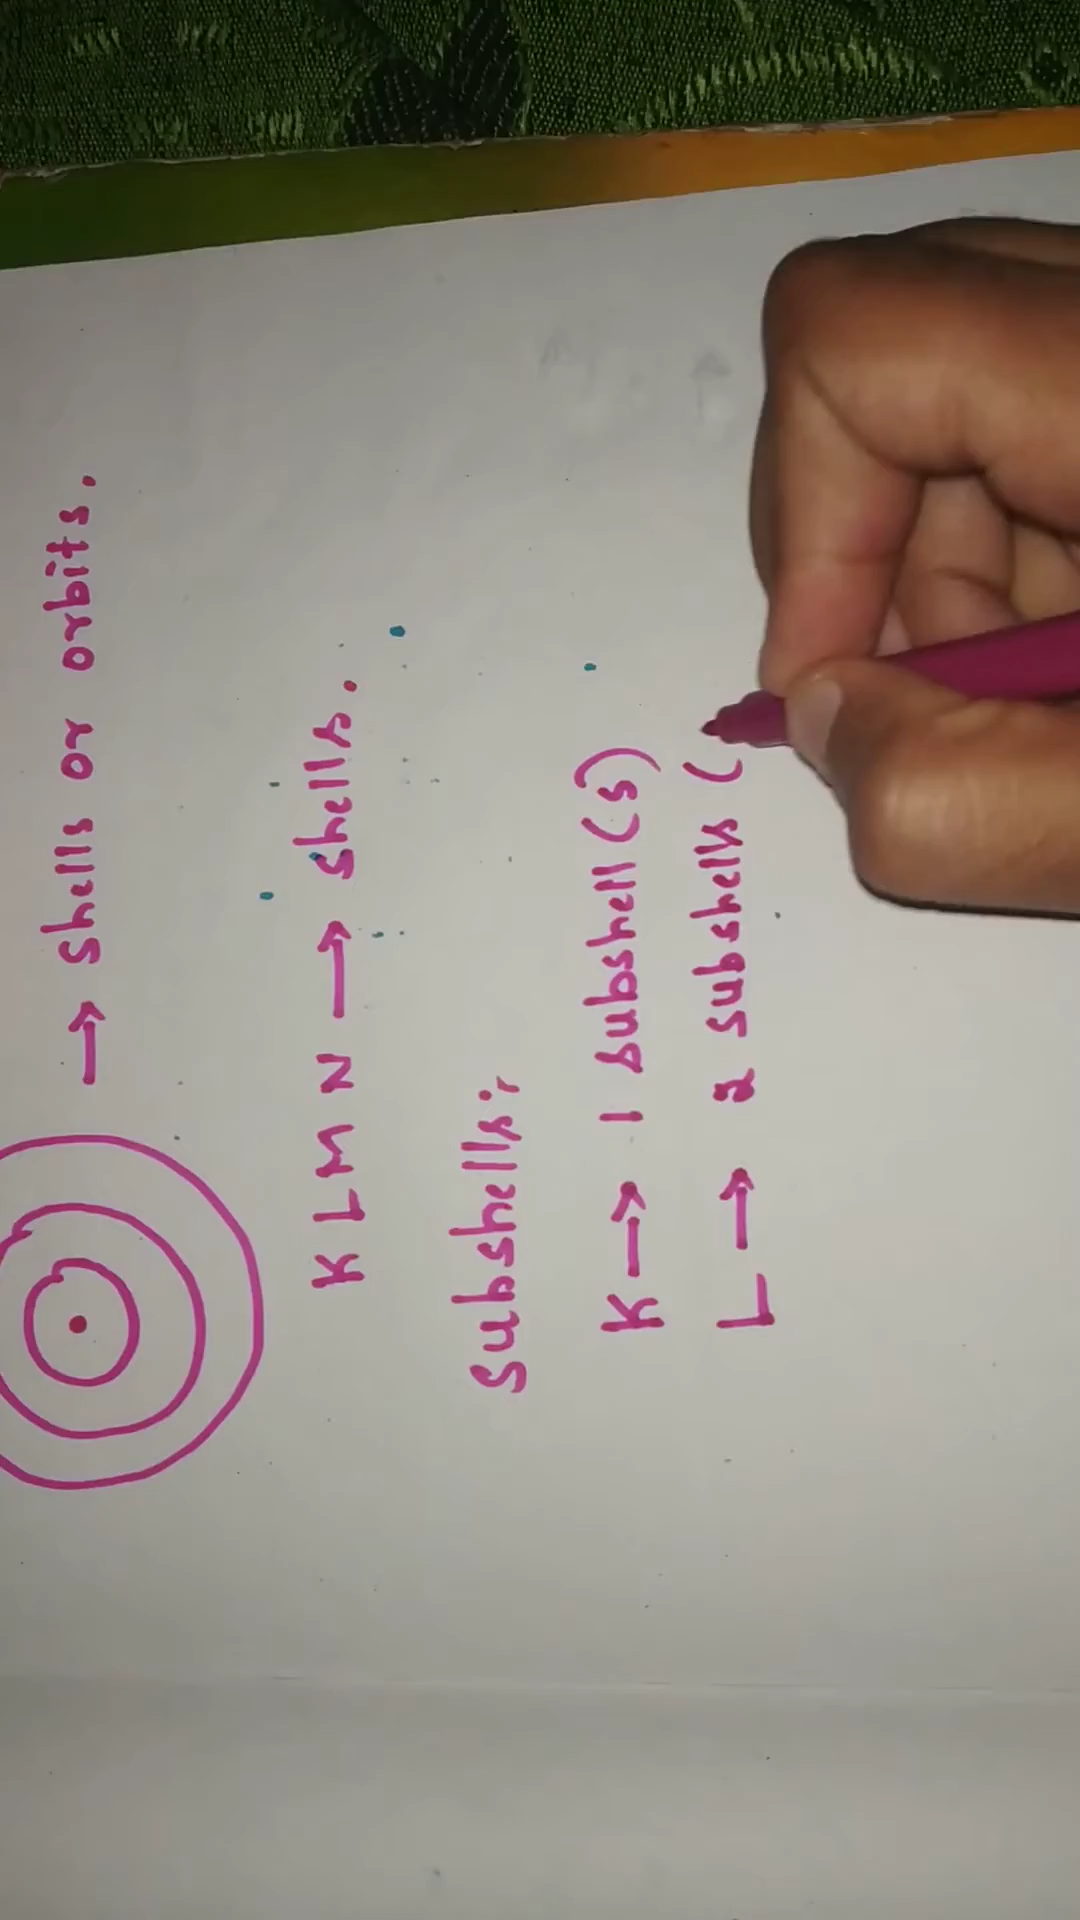 → shells or orbits.
K L M N → shells.
Subshells:
K → 1 subshell (s)
L → 2 subshells (